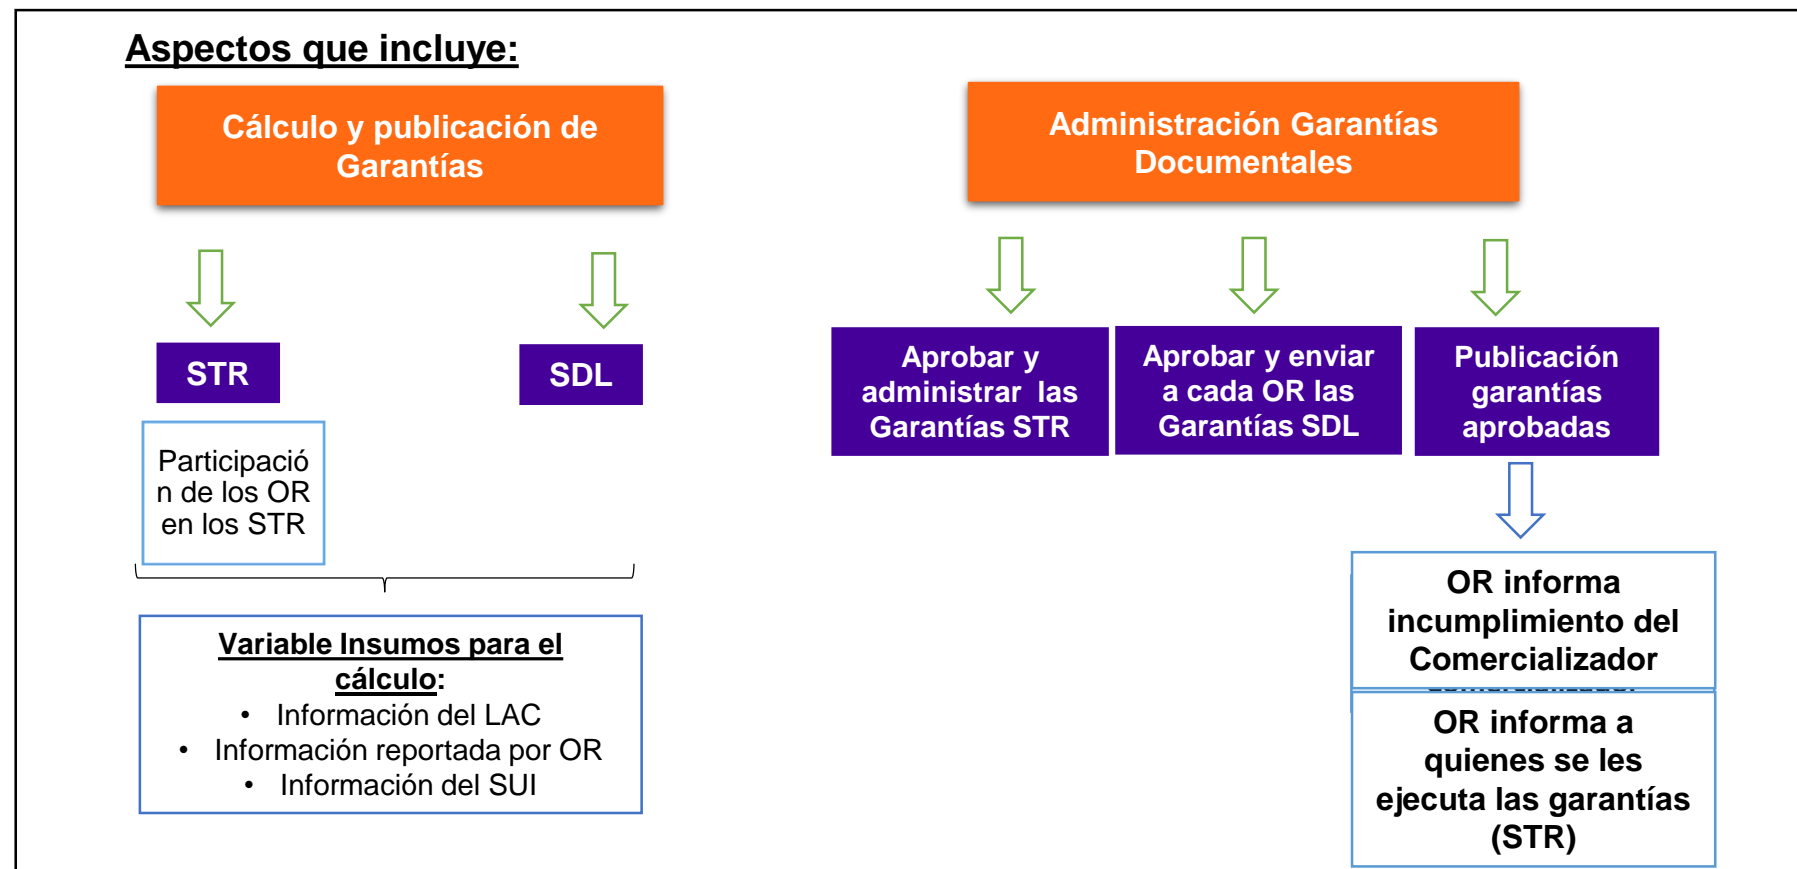 Aspectos que incluye:
Cálculo y publicación de
Garantías
STR
SDL
Participació
n de los OR
en los STR
Variable Insumos para el
cálculo:
• Información del LAC
• Información reportada por OR
• Información del SUI
Administración Garantías
Documentales
Aprobar y
administrar las
Garantías STR
Aprobar y enviar
a cada OR las
Garantías SDL
Publicación
garantías
aprobadas
OR informa
incumplimiento del
Comercializador
OR informa a
quienes se les
ejecuta las garantías
(STR)